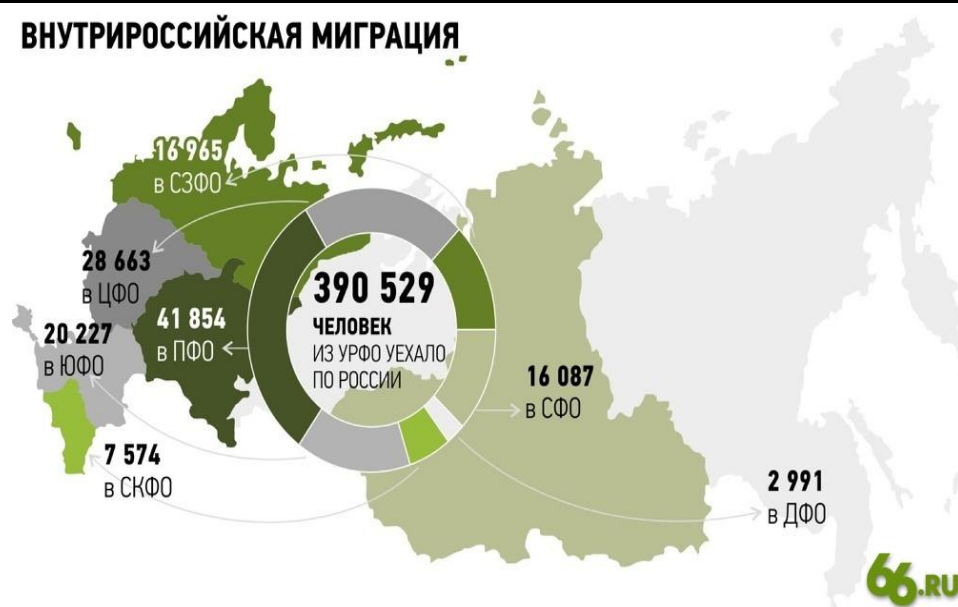 ВНУТРИРОССИЙСКАЯ МИГРАЦИЯ
16 965
в СЗФО
28 663
в ЦФО
20 227
в ЮФО
41 854
в ПФО
7 574
в СКФО
390 529
ЧЕЛОВЕК
ИЗ УРФО УЕХАЛО
ПО РОССИИ
16 087
в СФО
2 991
в ДФО
66.RU